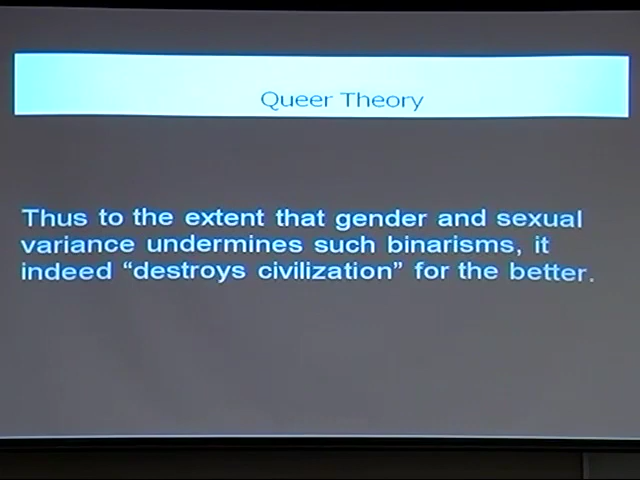 Queer Theory
Thus to the extent that gender and sexual
variance undermines such binarisms, it
indeed “destroys civilization” for the better.